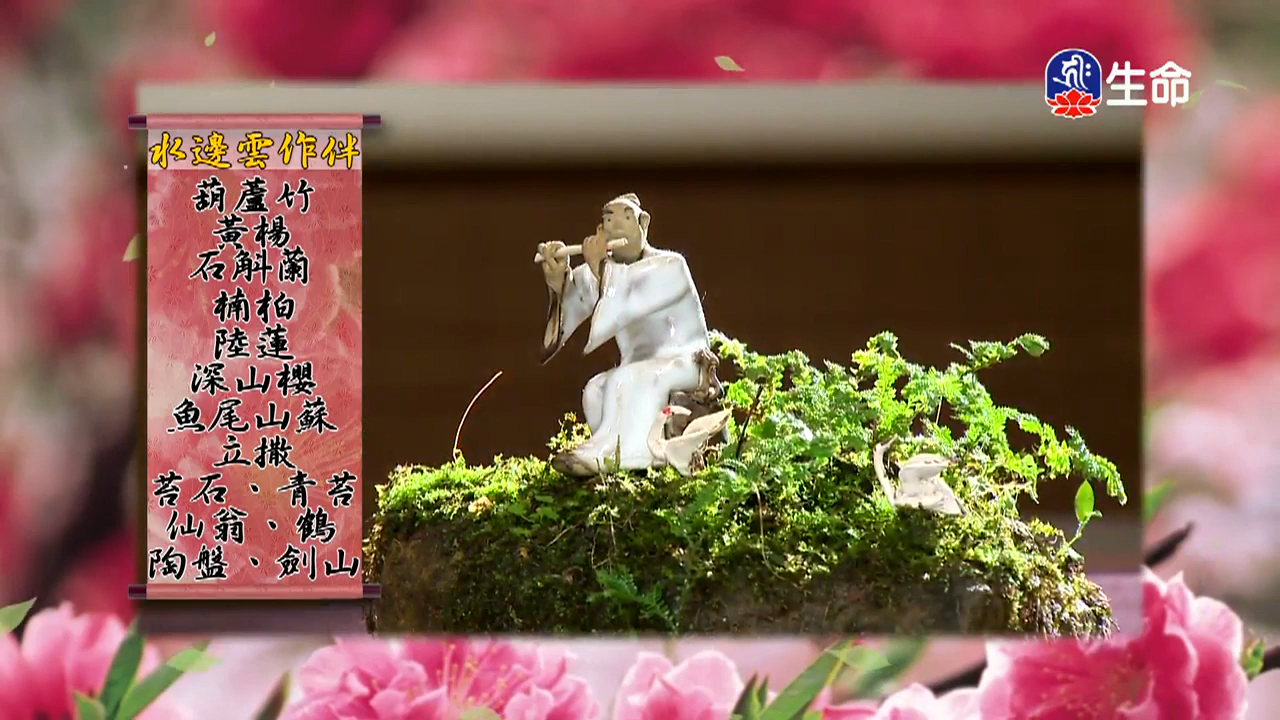 生命
水邊雲作伴
葫蘆竹
黃楊
石斛蘭
楠柏
陸蓮
深山櫻
魚尾山蘇
立撒
苔石、青苔
仙翁、鶴
陶盤、劍山